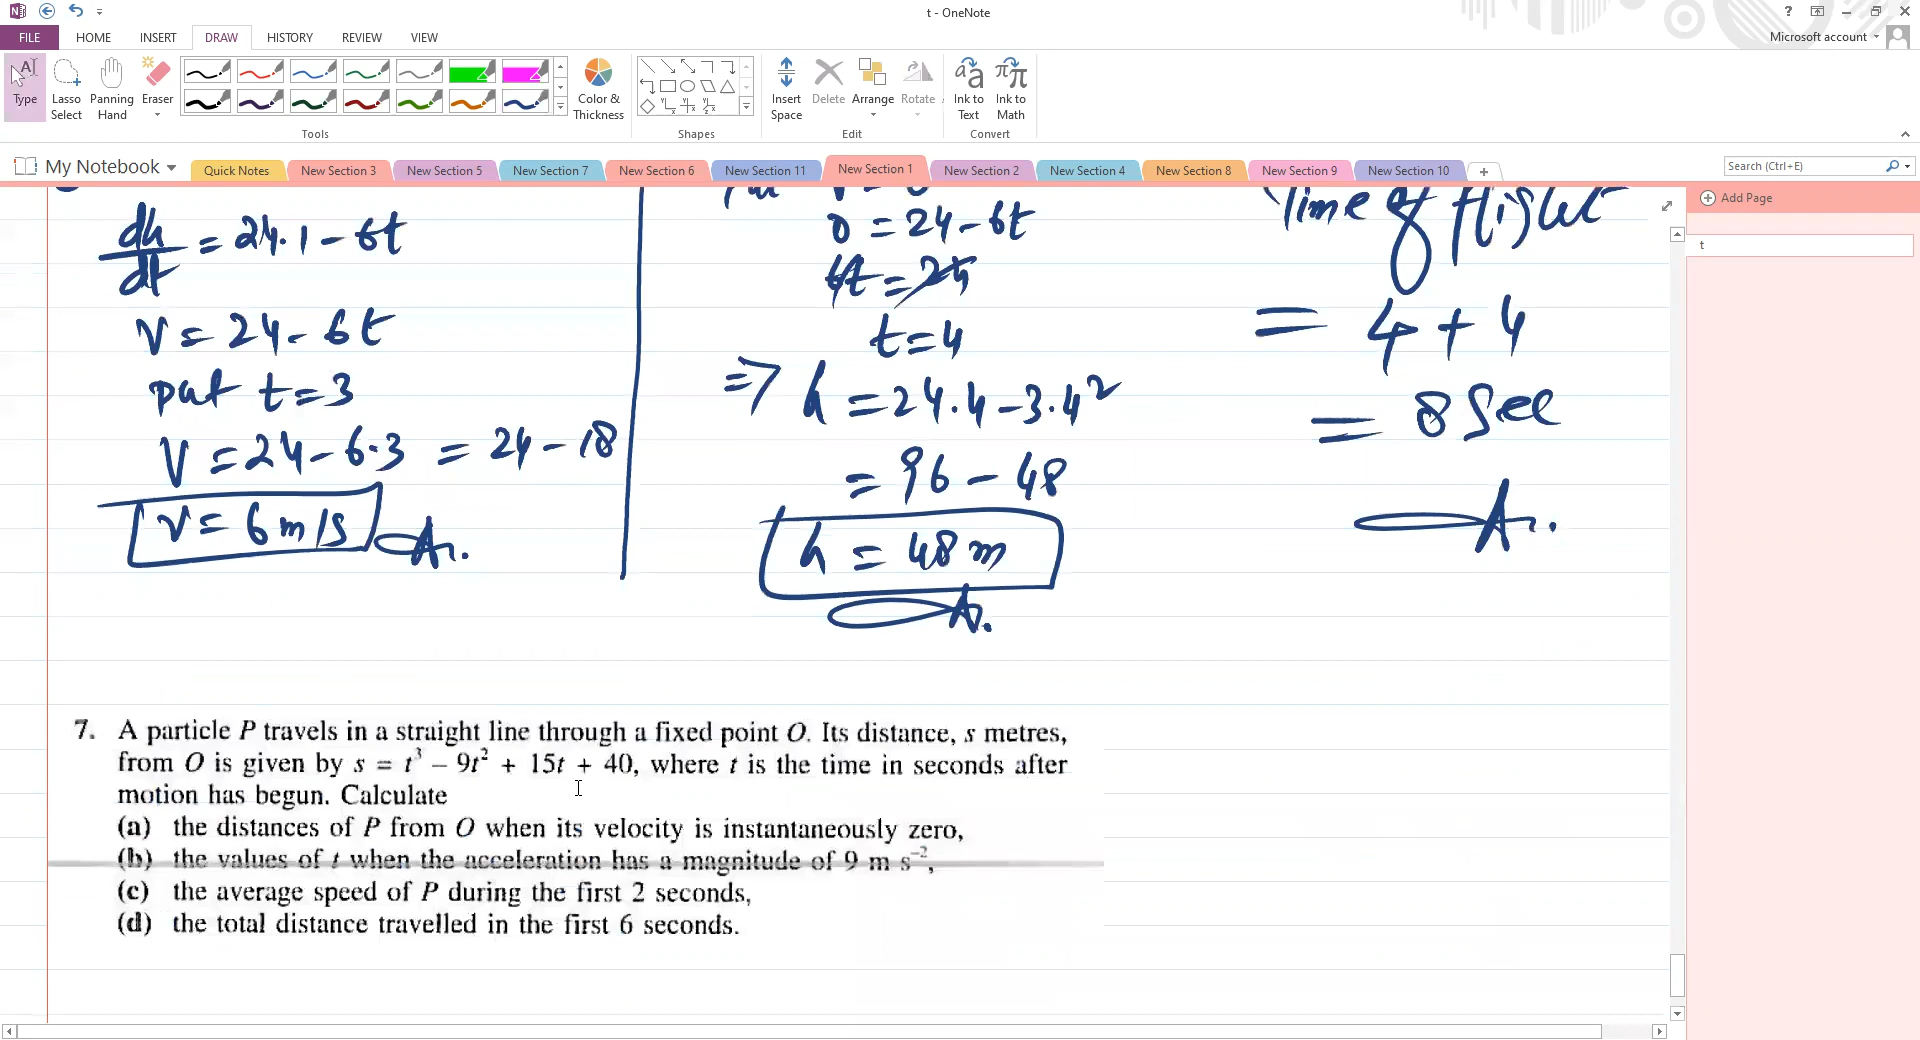 t - OneNote
?
Microsoft account
FILE HOME INSERT DRAW HISTORY REVIEW VIEW
Type
Lasso Select
Panning Hand
Eraser
Color & Thickness
Insert Space
Delete
Arrange
Rotate
Ink to Text
Ink to Math
Tools Shapes Edit Convert
My Notebook
Quick Notes New Section 3 New Section 5 New Section 7 New Section 6 New Section 11 New Section 1 New Section 2 New Section 4 New Section 8 New Section 9 New Section 10 +
Search (Ctrl+E)
Add Page
t
dh/dt = 24.1 - 6t
v = 24 - 6t
put t = 3
V = 24 - 6.3 = 24 - 18
v = 6 m/s
A.
0 = 24 - 6t
6t = 24
t = 4
=> h = 24.4 - 3.4²
= 96 - 48
h = 48 m
A.
Time of flight
= 4 + 4
= 8 Sec
A.
7. A particle P travels in a straight line through a fixed point O. Its distance, s metres,
from O is given by s = t³ – 9t² + 15t + 40, where t is the time in seconds after
motion has begun. Calculate
(a) the distances of P from O when its velocity is instantaneously zero,
(b) the values of t when the acceleration has a magnitude of 9 m s⁻²,
(c) the average speed of P during the first 2 seconds,
(d) the total distance travelled in the first 6 seconds.